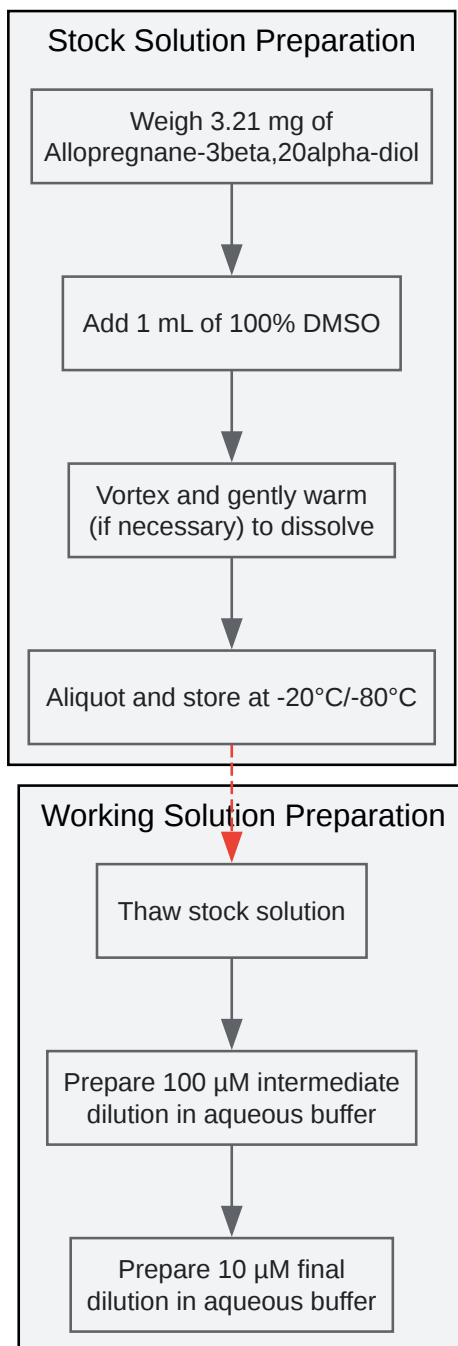 Stock Solution Preparation
Weigh 3.21 mg of
Allopregnane-3beta,20alpha-diol
Add 1 mL of 100% DMSO
Vortex and gently warm
(if necessary) to dissolve
Aliquot and store at -20°C/-80°C
Working Solution Preparation
Thaw stock solution
Prepare 100 µM intermediate
dilution in aqueous buffer
Prepare 10 µM final
dilution in aqueous buffer